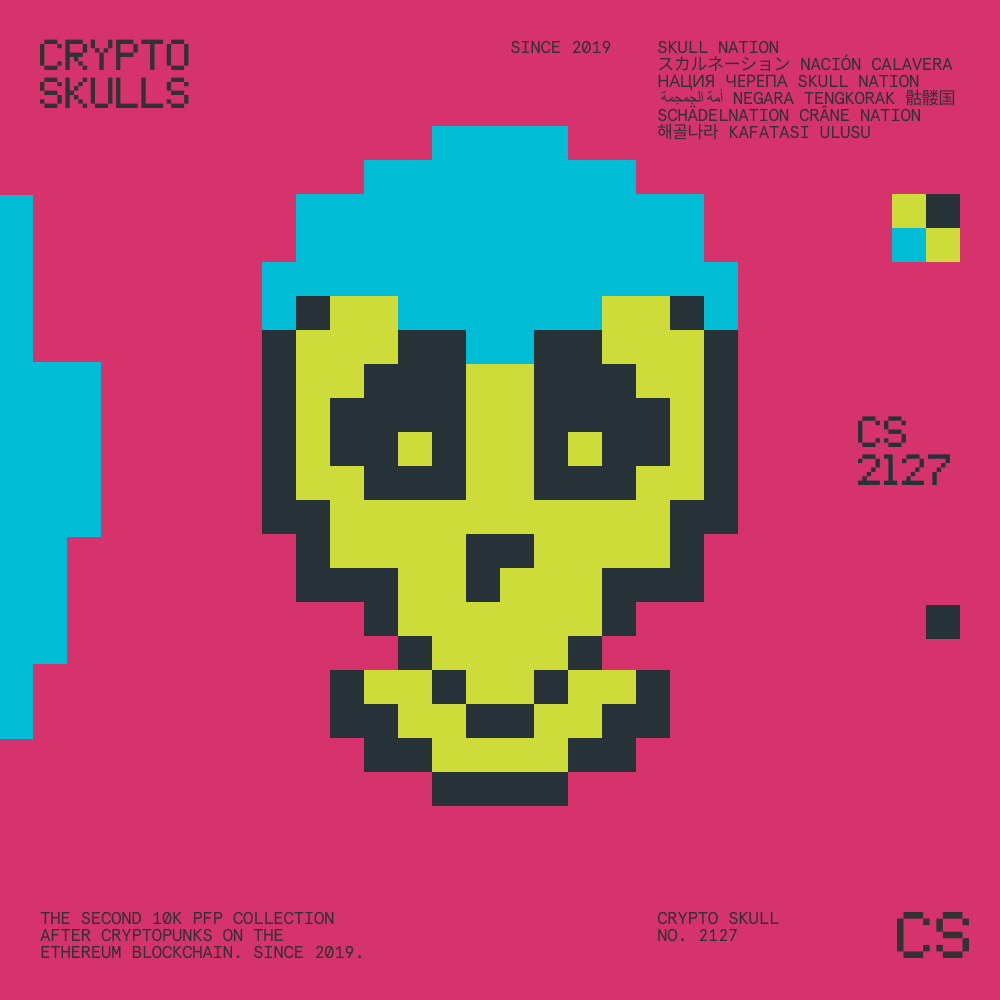 CRYPTO
SKULLS
SINCE 2019
SKULL NATION
スカルネーション NACIÓN CALAVERA
НАЦИЯ ЧЕРЕПА SKULL NATION
أمة الجمجمة NEGARA TENGKORAK 骷髅国
SCHÄDELNATION CRÂNE NATION
해골나라 KAFATASI ULUSU
CS
2127
THE SECOND 10K PFP COLLECTION
AFTER CRYPTOPUNKS ON THE
ETHEREUM BLOCKCHAIN. SINCE 2019.
CRYPTO SKULL
NO. 2127
CS